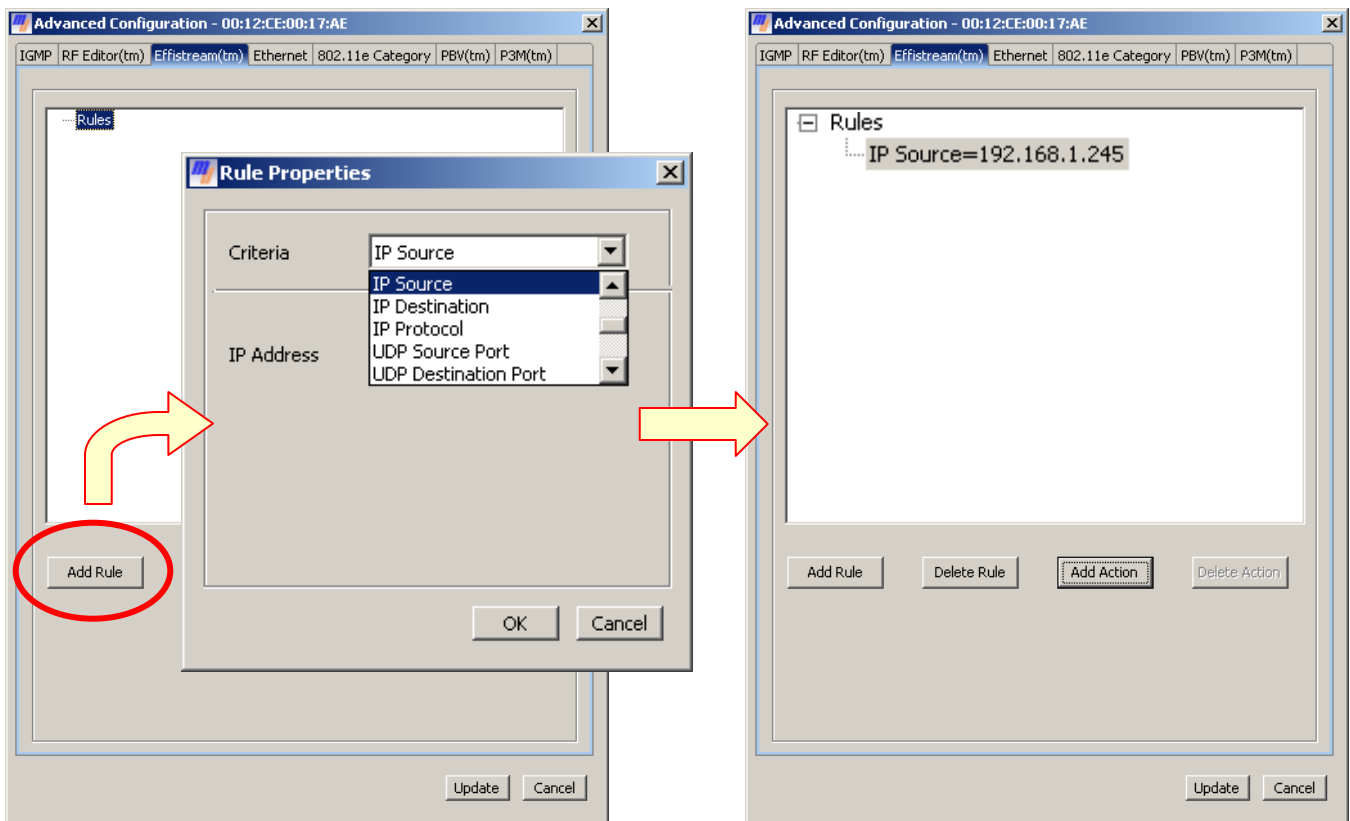 Advanced Configuration - 00:12:CE:00:17:AE
IGMP RF Editor(tm) Effistream(tm) Ethernet 802.11e Category PBV(tm) P3M(tm)
Rules
Rule Properties
Criteria IP Source
IP Source
IP Destination
IP Protocol
UDP Source Port
UDP Destination Port
IP Address
OK Cancel
Add Rule
Update Cancel
Advanced Configuration - 00:12:CE:00:17:AE
IGMP RF Editor(tm) Effistream(tm) Ethernet 802.11e Category PBV(tm) P3M(tm)
Rules
IP Source=192.168.1.245
Add Rule Delete Rule Add Action Delete Action
Update Cancel